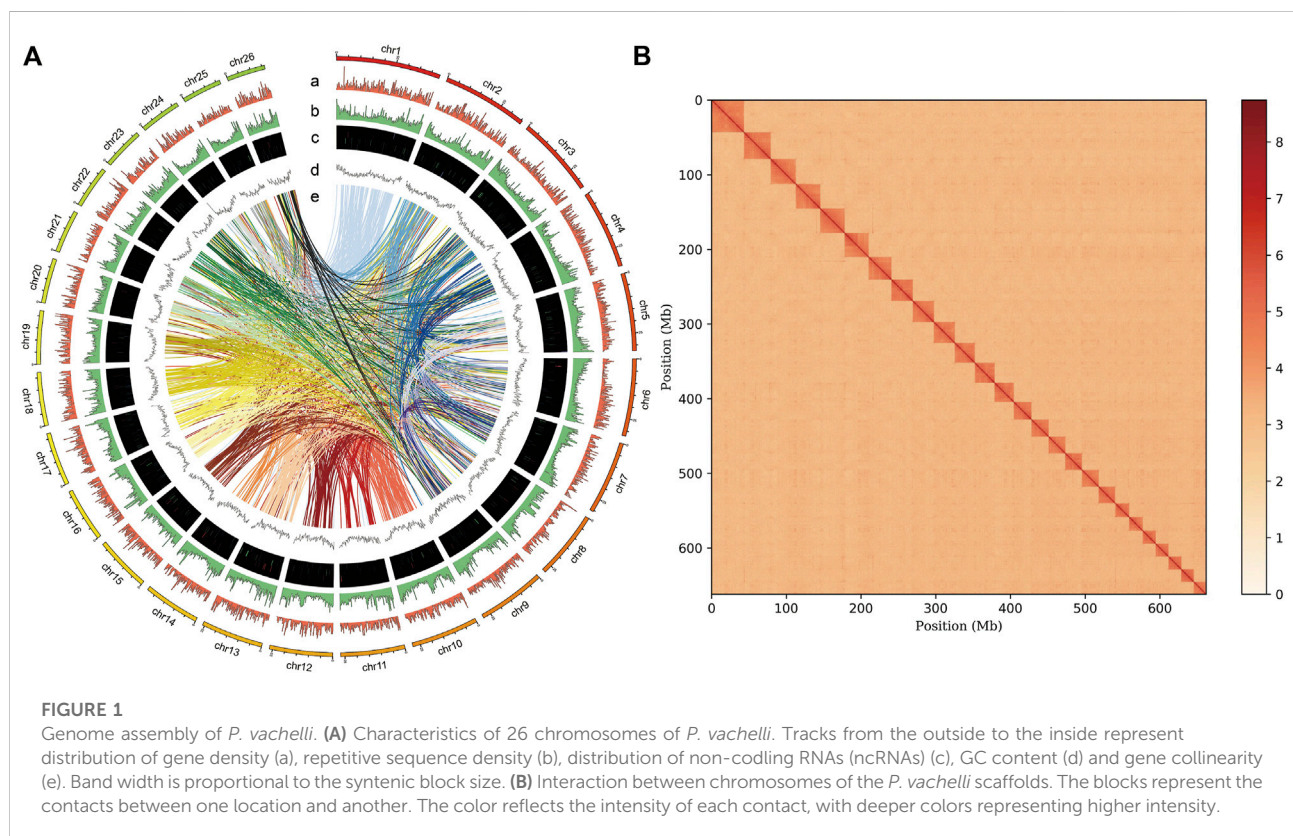 A
B
chr1
chr2
chr3
chr4
chr5
chr6
chr7
chr8
chr9
chr10
chr11
chr12
chr13
chr14
chr15
chr16
chr17
chr18
chr19
chr20
chr21
chr22
chr23
chr24
chr25
chr26
a
b
c
d
e
0
100
200
300
400
500
600
Position (Mb)
0
100
200
300
400
500
600
Position (Mb)
8
7
6
5
4
3
2
1
0
FIGURE 1
Genome assembly of P. vachelli. (A) Characteristics of 26 chromosomes of P. vachelli. Tracks from the outside to the inside represent
distribution of gene density (a), repetitive sequence density (b), distribution of non-codling RNAs (ncRNAs) (c), GC content (d) and gene collinearity
(e). Band width is proportional to the syntenic block size. (B) Interaction between chromosomes of the P. vachelli scaffolds. The blocks represent the
contacts between one location and another. The color reflects the intensity of each contact, with deeper colors representing higher intensity.